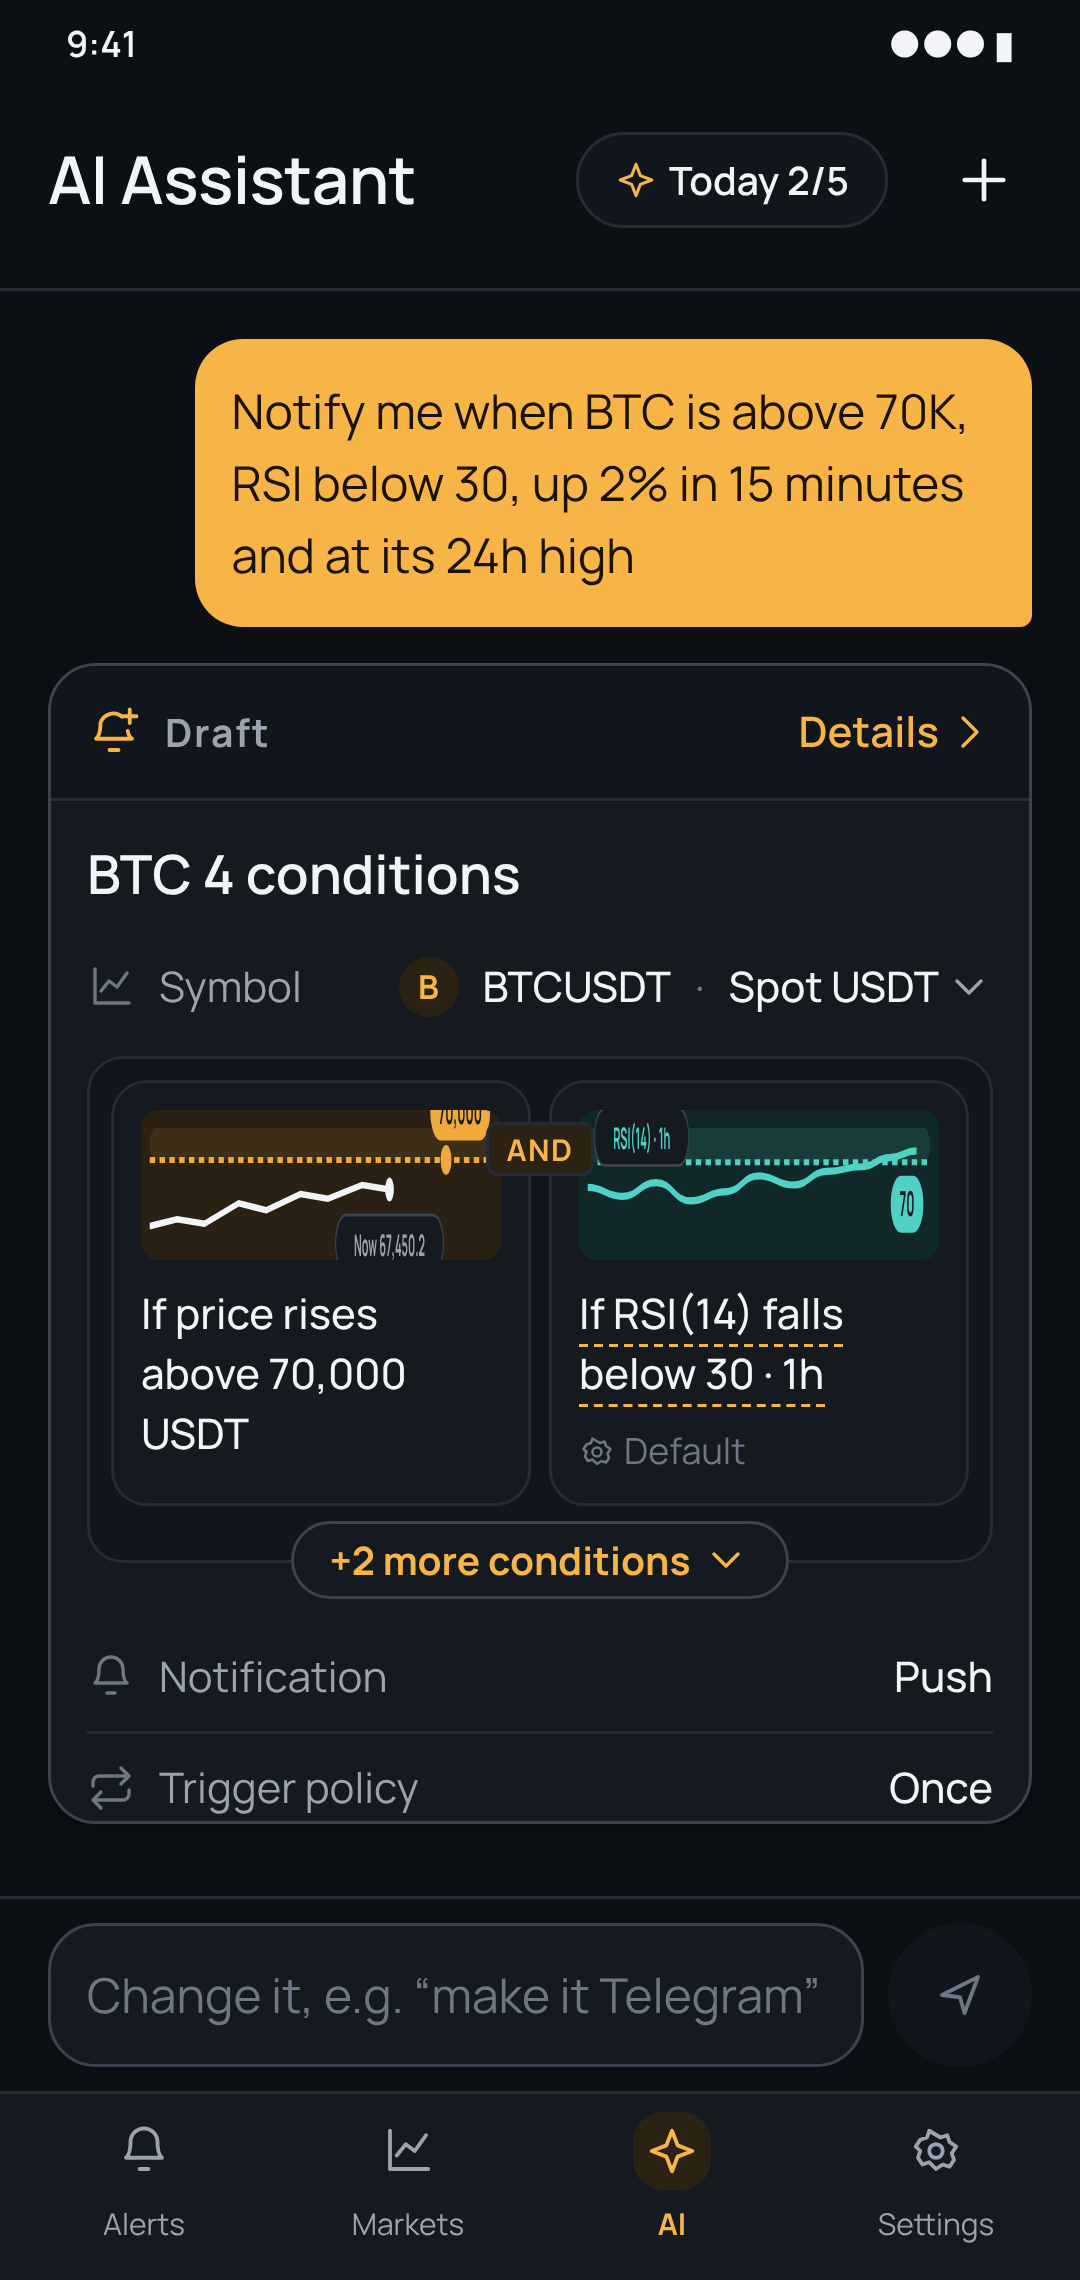 9:41
AI Assistant
Today 2/5
Notify me when BTC is above 70K,
RSI below 30, up 2% in 15 minutes
and at its 24h high
Draft
Details
BTC 4 conditions
Symbol
B
BTCUSDT · Spot USDT
70,000
Now 67,450.2
AND
RSI(14) · 1h
70
If price rises
above 70,000
USDT
If RSI(14) falls
below 30 · 1h
Default
+2 more conditions
Notification
Push
Trigger policy
Once
Change it, e.g. “make it Telegram”
Alerts
Markets
AI
Settings